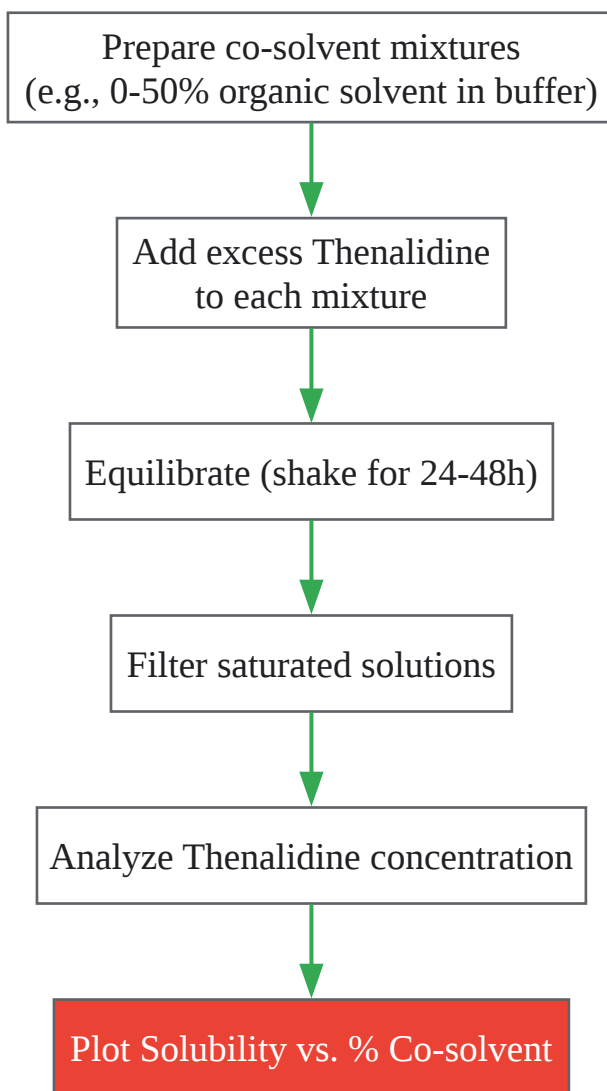 Prepare co-solvent mixtures
(e.g., 0-50% organic solvent in buffer)
Add excess Thenalidine
to each mixture
Equilibrate (shake for 24-48h)
Filter saturated solutions
Analyze Thenalidine concentration
Plot Solubility vs. % Co-solvent